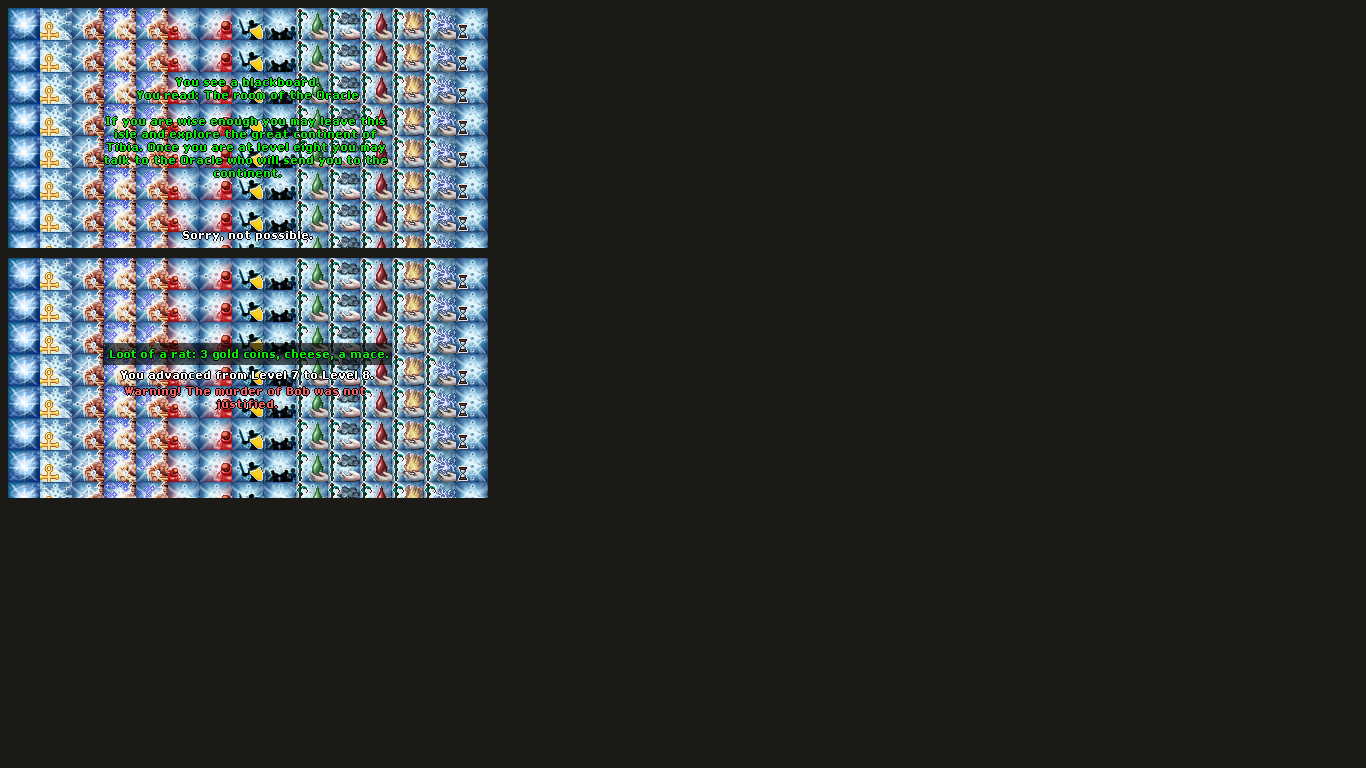 You see a blackboard.
You read: The room of the Oracle
If you are wise enough you may leave this
isle and explore the great continent of
Tibia. Once you are at level eight you may
talk to the Oracle who will send you to the
continent.
Sorry, not possible.
Loot of a rat: 3 gold coins, cheese, a mace.
You advanced from Level 7 to Level 8.
Warning! The murder of Bob was not
justified.